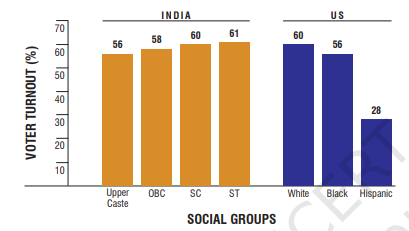 INDIA
US
VOTER TURNOUT (%)
70
60
50
40
30
20
10
56
58
60
61
60
56
28
Upper
Caste
OBC
SC
ST
White
Black
Hispanic
SOCIAL GROUPS
NCERT